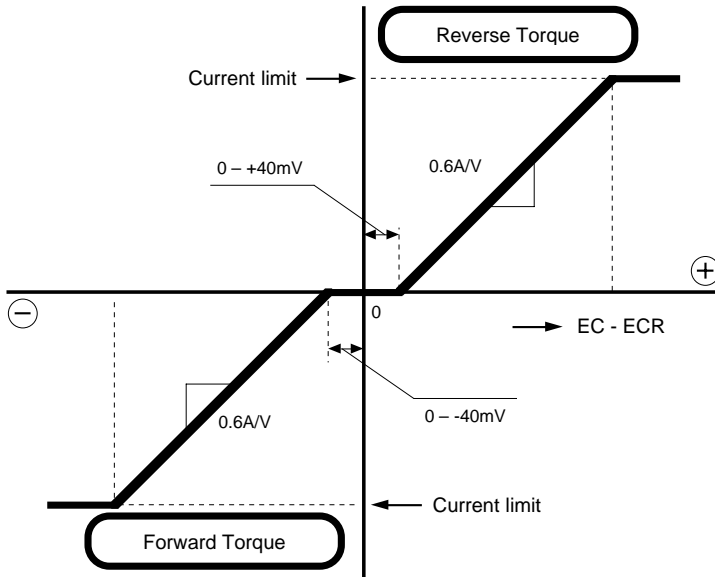 Reverse Torque
Current limit
0 – +40mV
0.6A/V
+
−
0
EC - ECR
0.6A/V
0 – -40mV
Current limit
Forward Torque